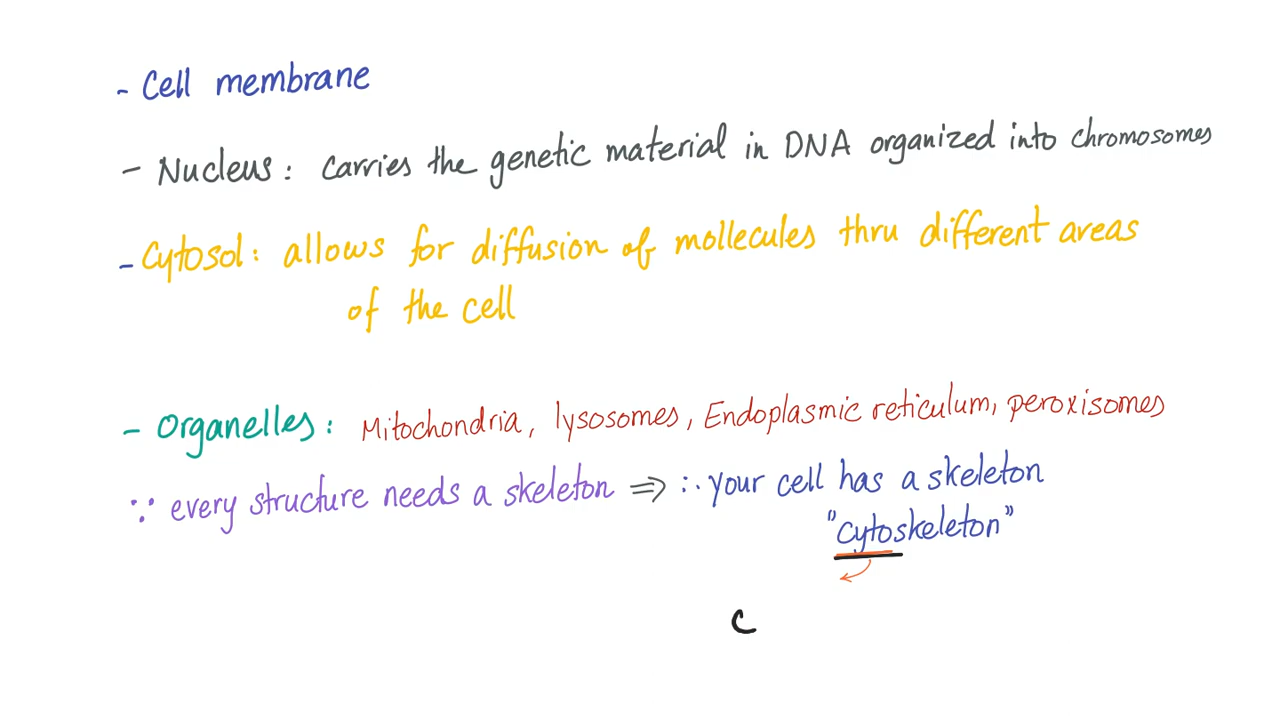 - Cell membrane
- Nucleus: carries the genetic material in DNA organized into chromosomes
- Cytosol: allows for diffusion of mollecules thru different areas
of the cell
- Organelles: Mitochondria, lysosomes, Endoplasmic reticulum, peroxisomes
∵ every structure needs a skeleton ⇒ ∴ your cell has a skeleton
"cytoskeleton"
C